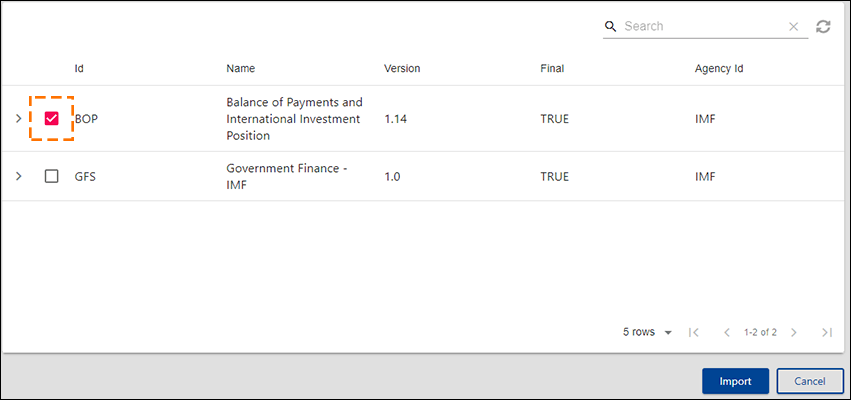 Search
Id Name Version Final Agency Id
BOP Balance of Payments and International Investment Position 1.14 TRUE IMF
GFS Government Finance - IMF 1.0 TRUE IMF
5 rows 1-2 of 2
Import Cancel